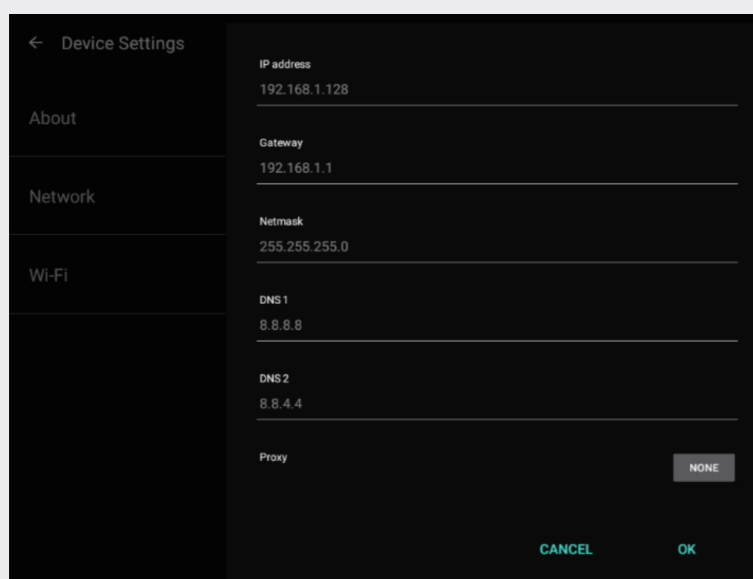 ← Device Settings
About
Network
Wi-Fi
IP address
192.168.1.128
Gateway
192.168.1.1
Netmask
255.255.255.0
DNS 1
8.8.8.8
DNS 2
8.8.4.4
Proxy
NONE
CANCEL OK